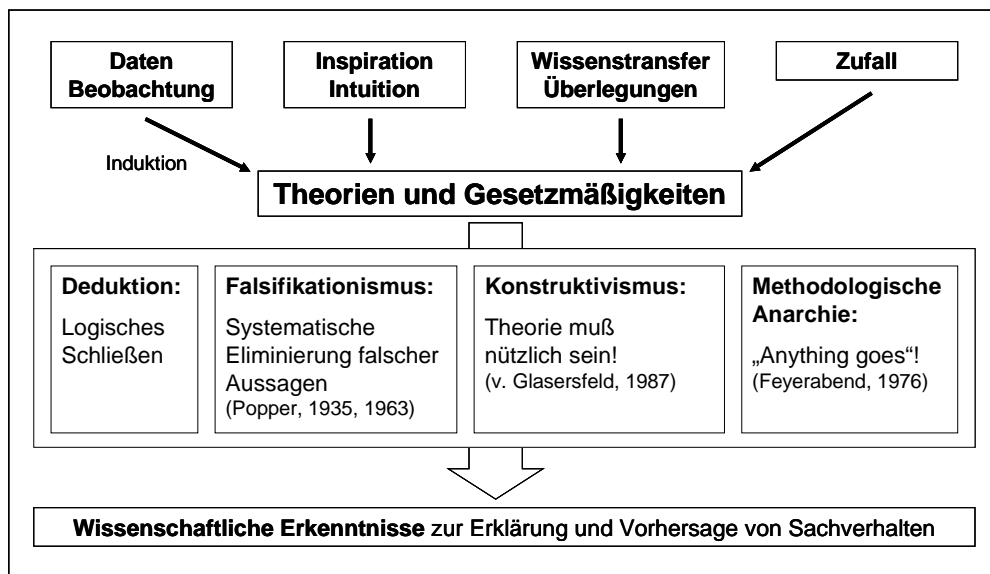 Daten
Beobachtung
Inspiration
Intuition
Wissenstransfer
Überlegungen
Zufall
Induktion
Theorien und Gesetzmäßigkeiten
Deduktion:
Logisches
Schließen
Falsifikationismus:
Systematische
Eliminierung falscher
Aussagen
(Popper, 1935, 1963)
Konstruktivismus:
Theorie muß
nützlich sein!
(v. Glasersfeld, 1987)
Methodologische
Anarchie:
„Anything goes“!
(Feyerabend, 1976)
Wissenschaftliche Erkenntnisse zur Erklärung und Vorhersage von Sachverhalten